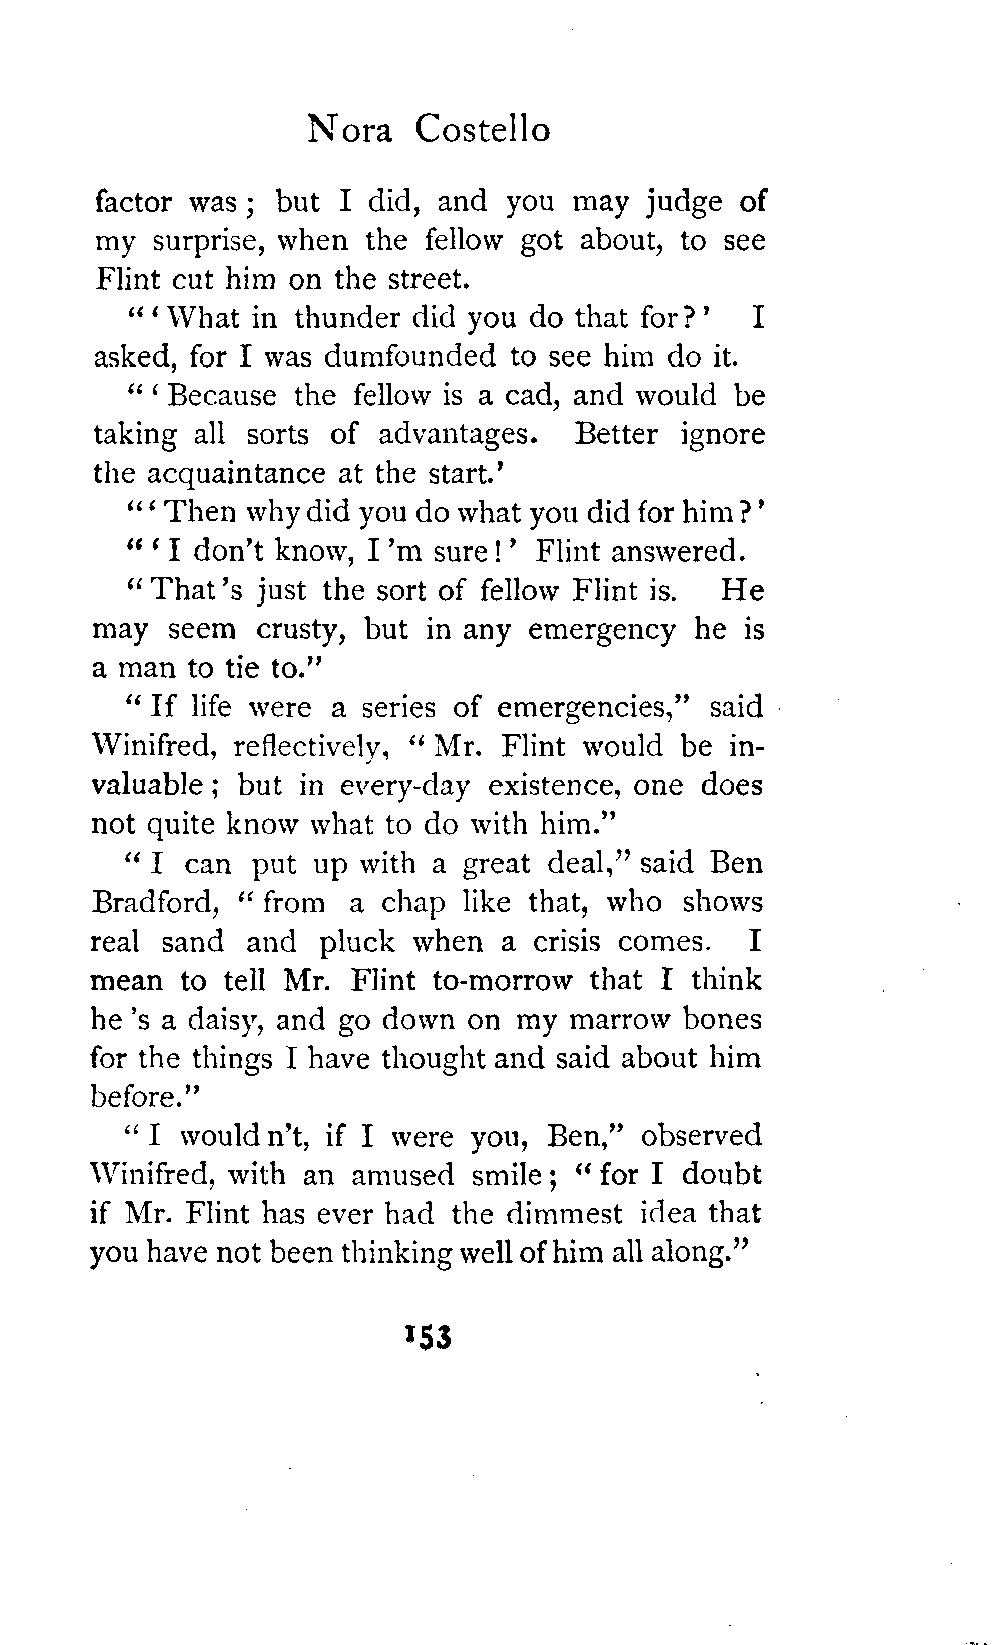 Nora Costello
factor was; but I did, and you may judge of
my surprise, when the fellow got about, to see
Flint cut him on the street.
"'What in thunder did you do that for?' I
asked, for I was dumfounded to see him do it.
"'Because the fellow is a cad, and would be
taking all sorts of advantages. Better ignore
the acquaintance at the start.'
"'Then why did you do what you did for him?'
"'I don't know, I'm sure!' Flint answered.
"That's just the sort of fellow Flint is. He
may seem crusty, but in any emergency he is
a man to tie to."
"If life were a series of emergencies," said
Winifred, reflectively, "Mr. Flint would be in-
valuable; but in every-day existence, one does
not quite know what to do with him."
"I can put up with a great deal," said Ben
Bradford, "from a chap like that, who shows
real sand and pluck when a crisis comes. I
mean to tell Mr. Flint to-morrow that I think
he's a daisy, and go down on my marrow bones
for the things I have thought and said about him
before."
"I wouldn't, if I were you, Ben," observed
Winifred, with an amused smile; "for I doubt
if Mr. Flint has ever had the dimmest idea that
you have not been thinking well of him all along."
153